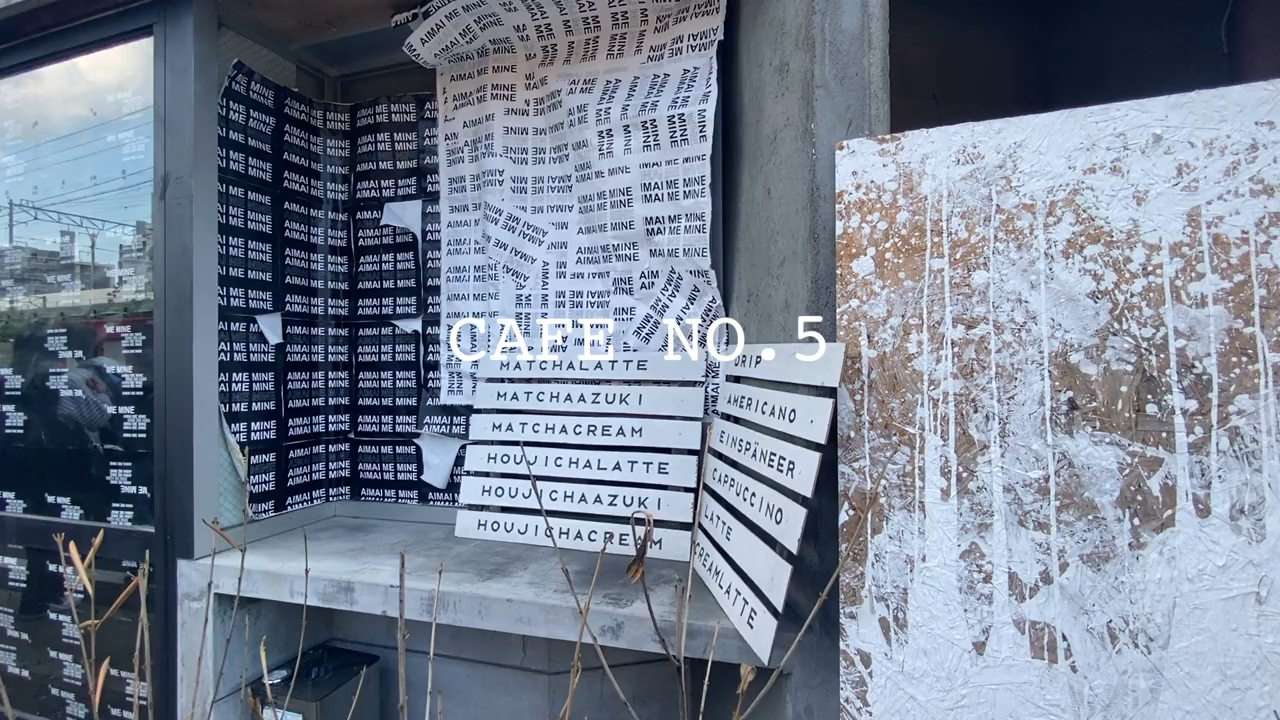 AIMAI ME MINE
CAFE NO.5
MATCHALATTE
MATCHAAZUKI
MATCHACREAM
HOUJICHALATTE
HOUJICHAAZUKI
HOUJICHACREAM
DRIP
AMERICANO
EINSPÄNEER
CAPPUCCINO
LATTE
CREAMLATTE